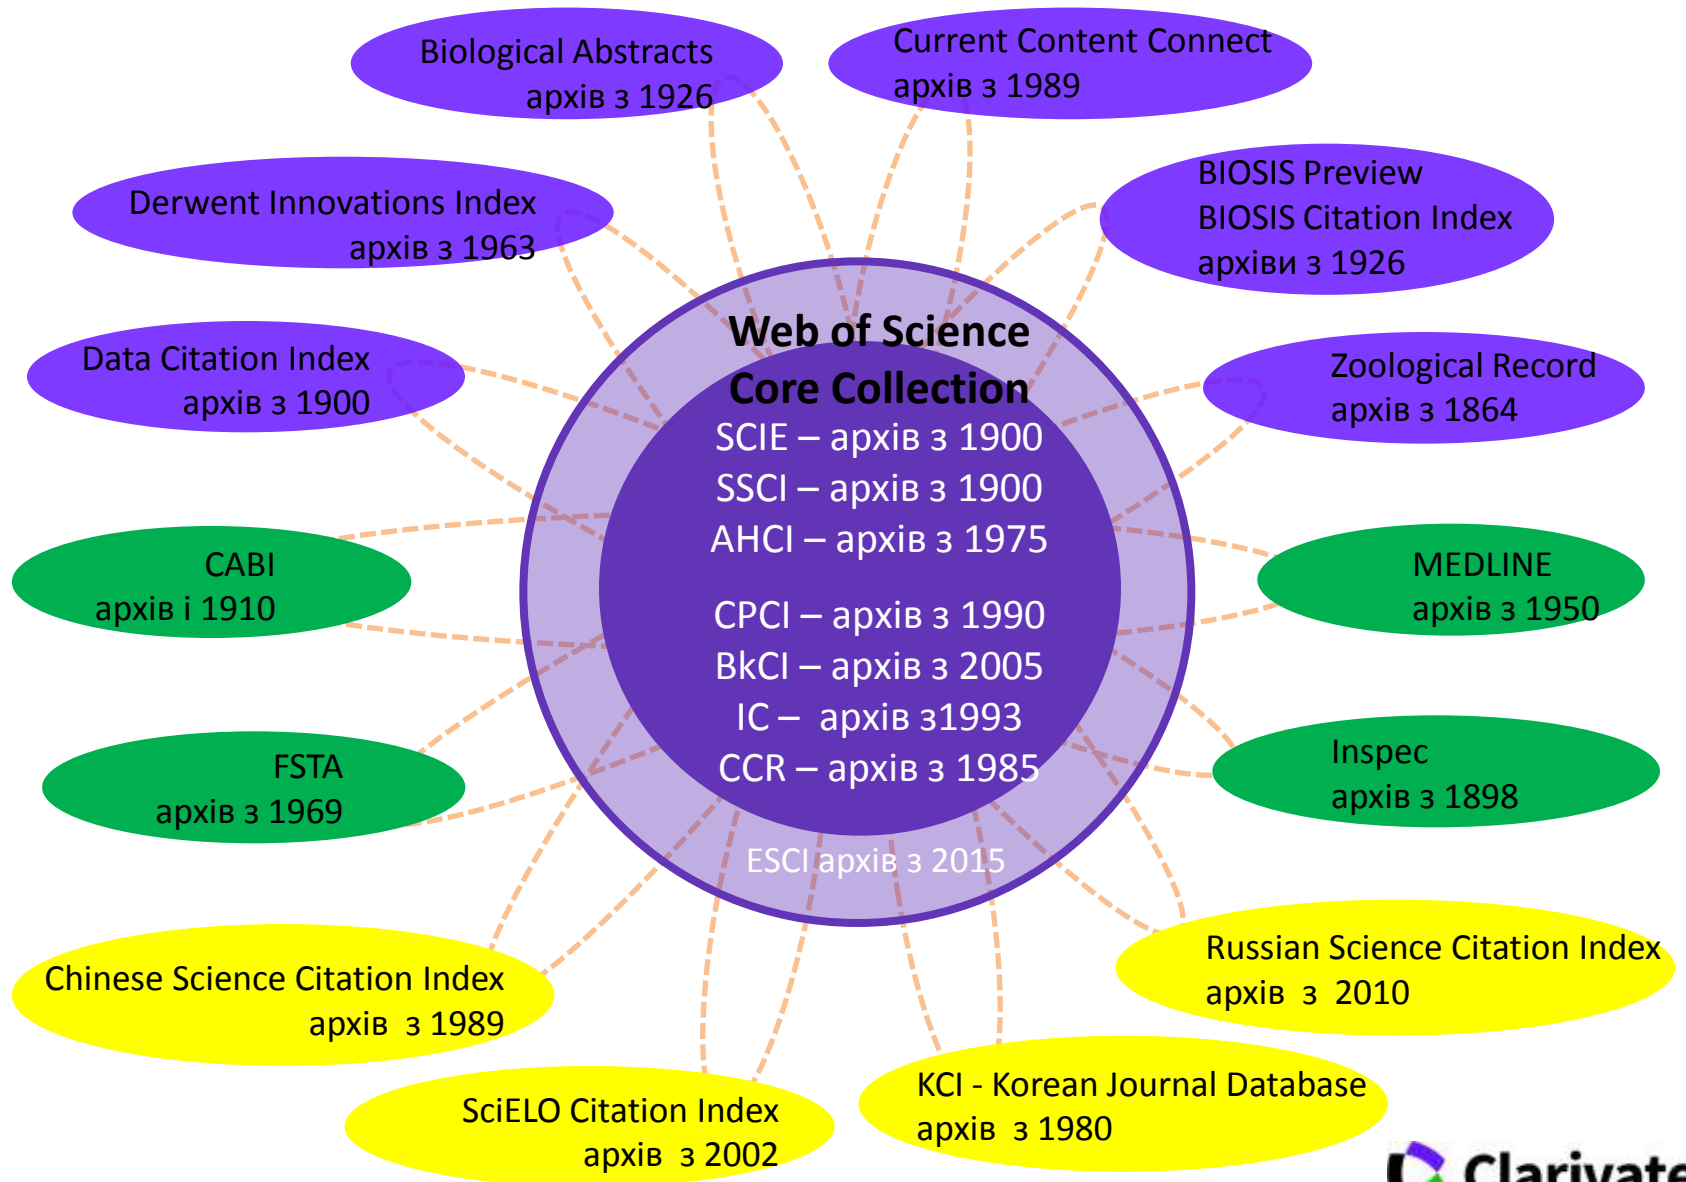 Biological Abstracts
архів з 1926
Current Content Connect
архів з 1989
Derwent Innovations Index
архів з 1963
BIOSIS Preview
BIOSIS Citation Index
архіви з 1926
Data Citation Index
архів з 1900
Zoological Record
архів з 1864
Web of Science
Core Collection
SCIE – архів з 1900
SSCI – архів з 1900
AHCI – архів з 1975
CPCI – архів з 1990
BkCI – архів з 2005
IC – архів з1993
CCR – архів з 1985
ESCI архів з 2015
CABI
архів і 1910
MEDLINE
архів з 1950
FSTA
архів з 1969
Inspec
архів з 1898
Chinese Science Citation Index
архів з 1989
Russian Science Citation Index
архів з 2010
SciELO Citation Index
архів з 2002
KCI - Korean Journal Database
архів з 1980
Clarivate